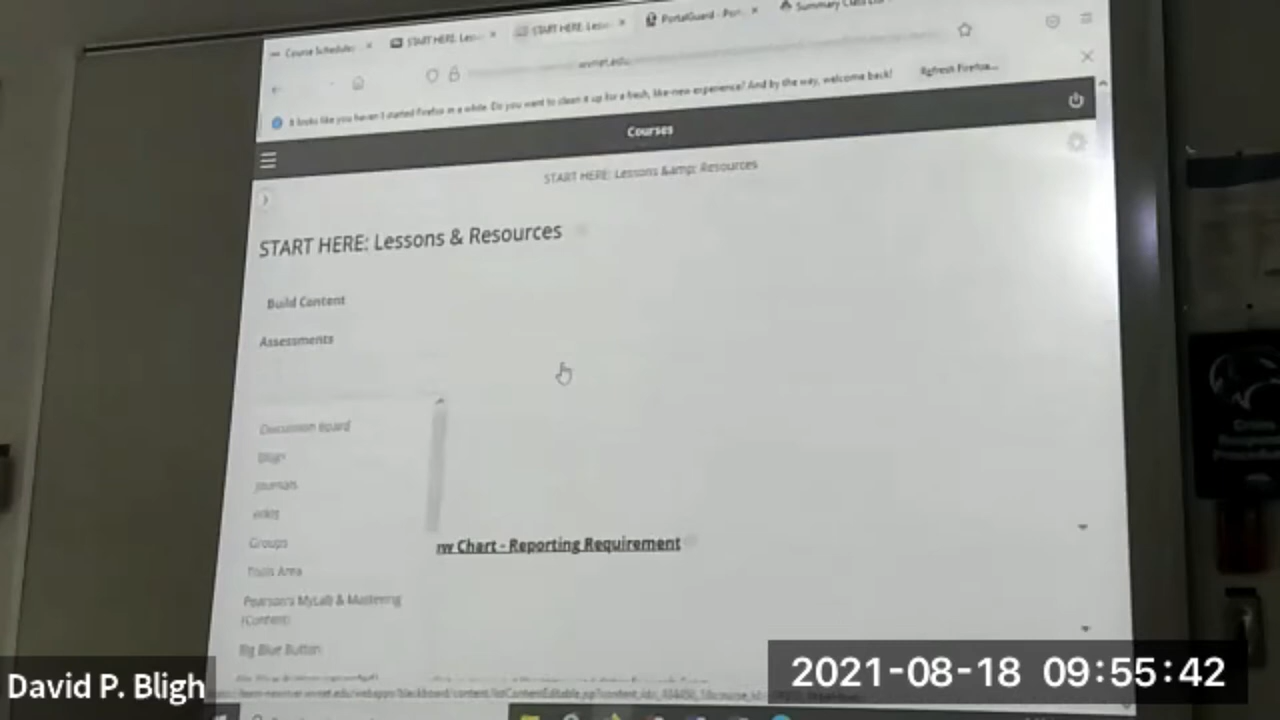 Course Schedules
START HERE: Less
START HERE: Less
PortalGuard - Por
Summary Class List
wvnet.edu
It looks like you haven't started Firefox in a while. Do you want to clean it up for a fresh, like-new experience? And by the way, welcome back!
Refresh Firefox...
Courses
START HERE: Lessons &amp; Resources
START HERE: Lessons & Resources
Build Content
Assessments
Discussion Board
Blogs
Journals
Wikis
Groups
Tools Area
Pearson's MyLab & Mastering
(Content)
Big Blue Button
w Chart - Reporting Requirement
David P. Bligh
2021-08-18 09:55:42